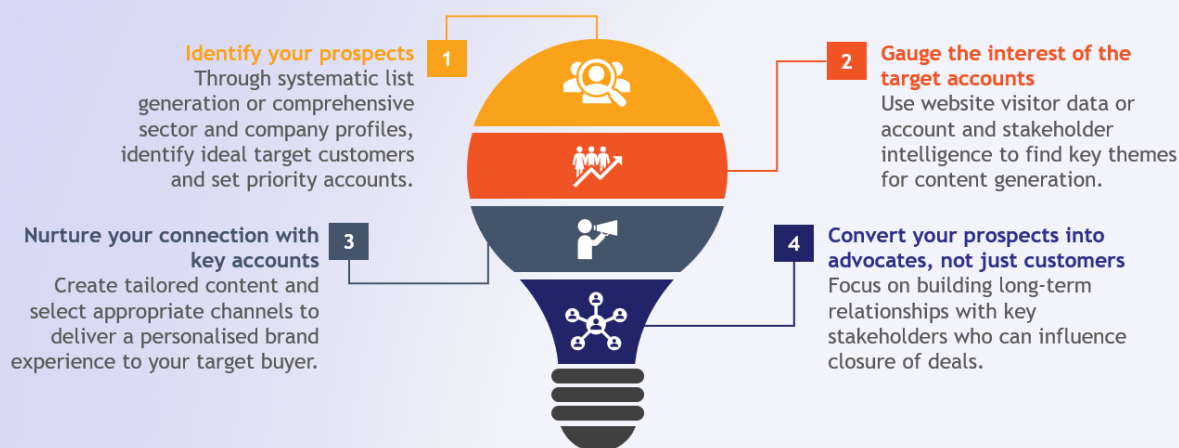 1
Identify your prospects
Through systematic list
generation or comprehensive
sector and company profiles,
identify ideal target customers
and set priority accounts.
2
Gauge the interest of the
target accounts
Use website visitor data or
account and stakeholder
intelligence to find key themes
for content generation.
3
Nurture your connection with
key accounts
Create tailored content and
select appropriate channels to
deliver a personalised brand
experience to your target buyer.
4
Convert your prospects into
advocates, not just customers
Focus on building long-term
relationships with key
stakeholders who can influence
closure of deals.